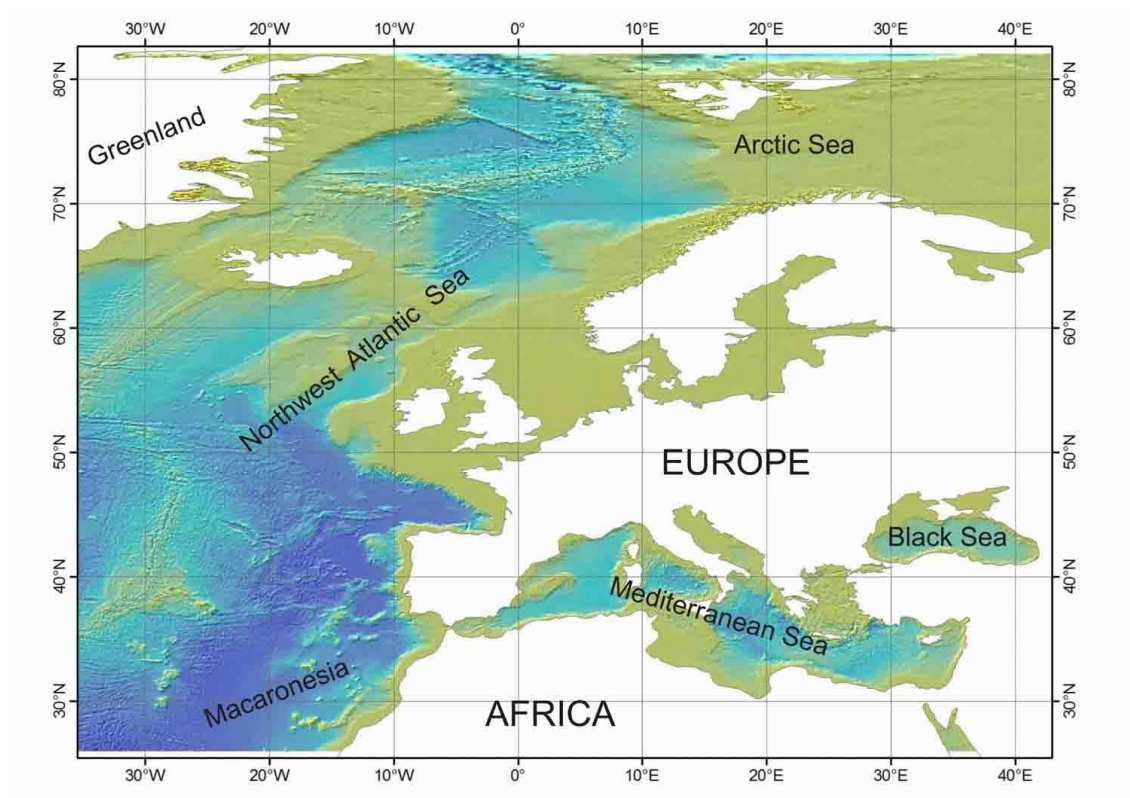 30°W 20°W 10°W 0° 10°E 20°E 30°E 40°E
80°N 80°N
Greenland
Arctic Sea
70°N 70°N
Northwest Atlantic Sea
60°N 60°N
50°N 50°N
EUROPE
Black Sea
40°N 40°N
Mediterranean Sea
Macaronesia
30°N 30°N
AFRICA
30°W 20°W 10°W 0° 10°E 20°E 30°E 40°E